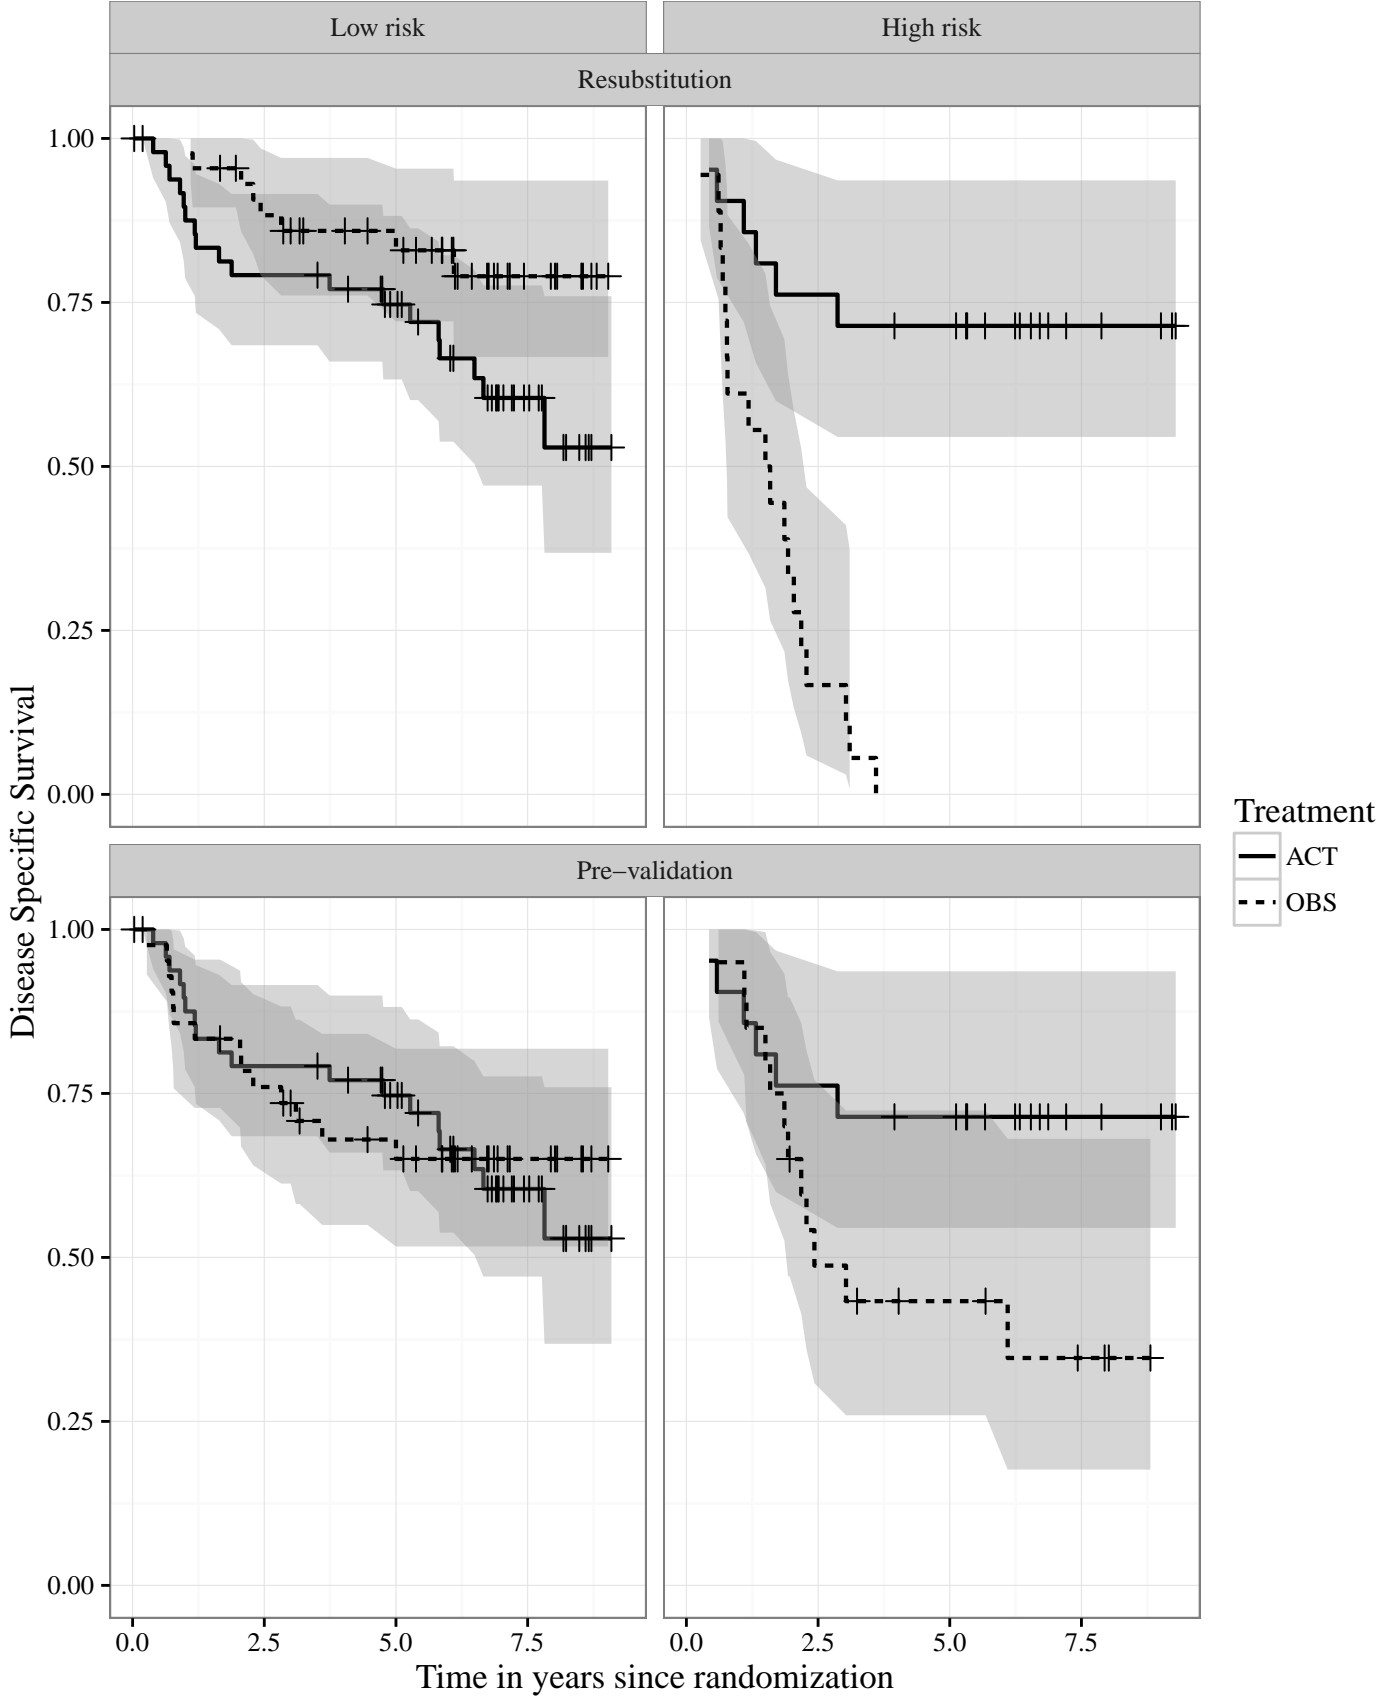 Low risk
High risk
Resubstitution
1.00
0.75
0.50
0.25
0.00
Disease Specific Survival
Pre−validation
1.00
0.75
0.50
0.25
0.00
0.0 2.5 5.0 7.5
0.0 2.5 5.0 7.5
Time in years since randomization
Treatment
ACT
OBS